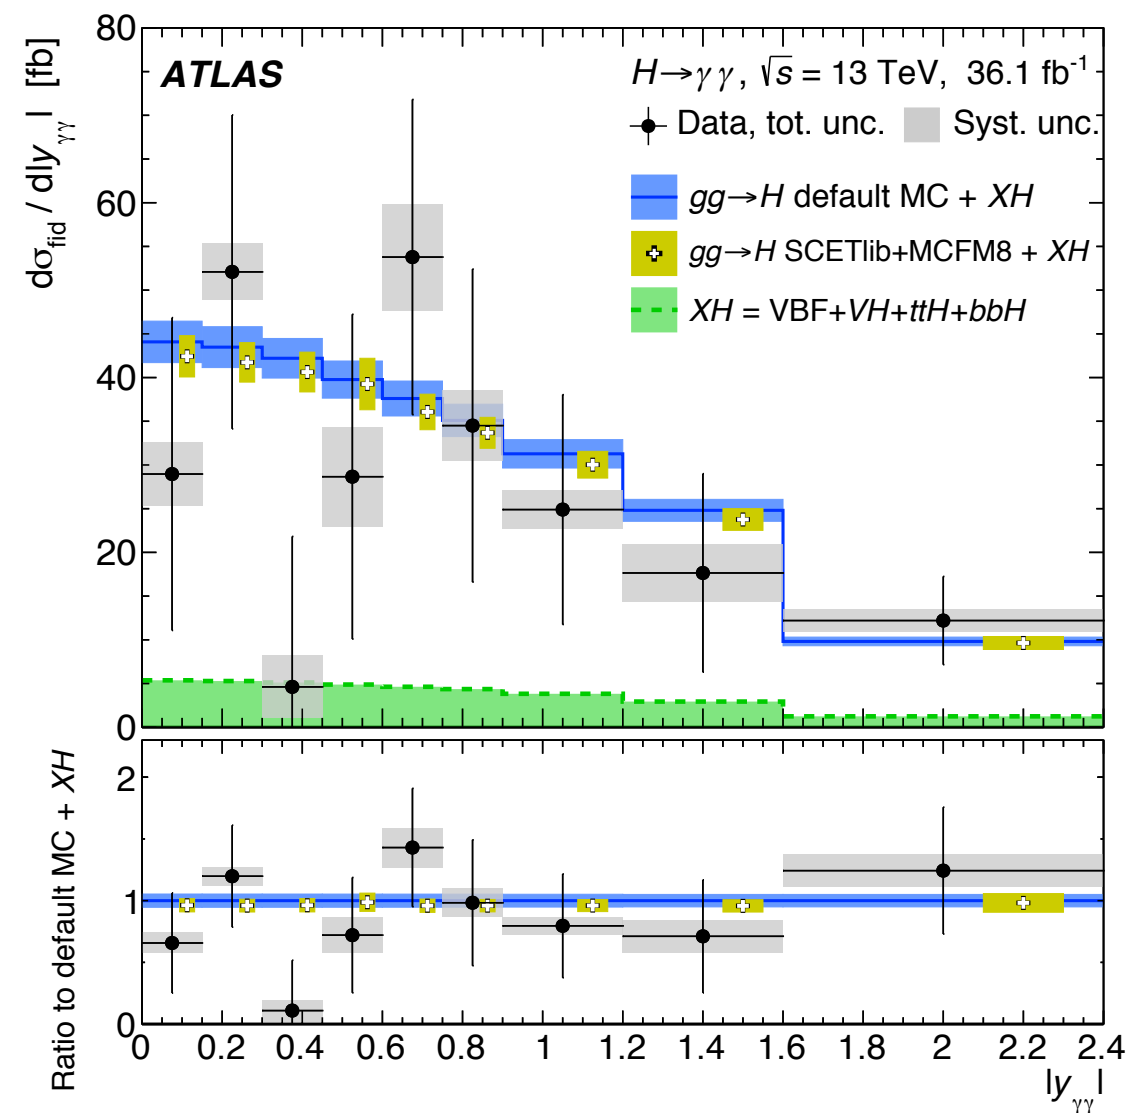 dσfid / d|yγγ| [fb]
ATLAS
H→γγ, √s = 13 TeV, 36.1 fb-1
Data, tot. unc. Syst. unc.
gg→H default MC + XH
gg→H SCETlib+MCFM8 + XH
XH = VBF+VH+ttH+bbH
80
60
40
20
0
Ratio to default MC + XH
2
1
0
0 0.2 0.4 0.6 0.8 1 1.2 1.4 1.6 1.8 2 2.2 2.4
|yγγ|